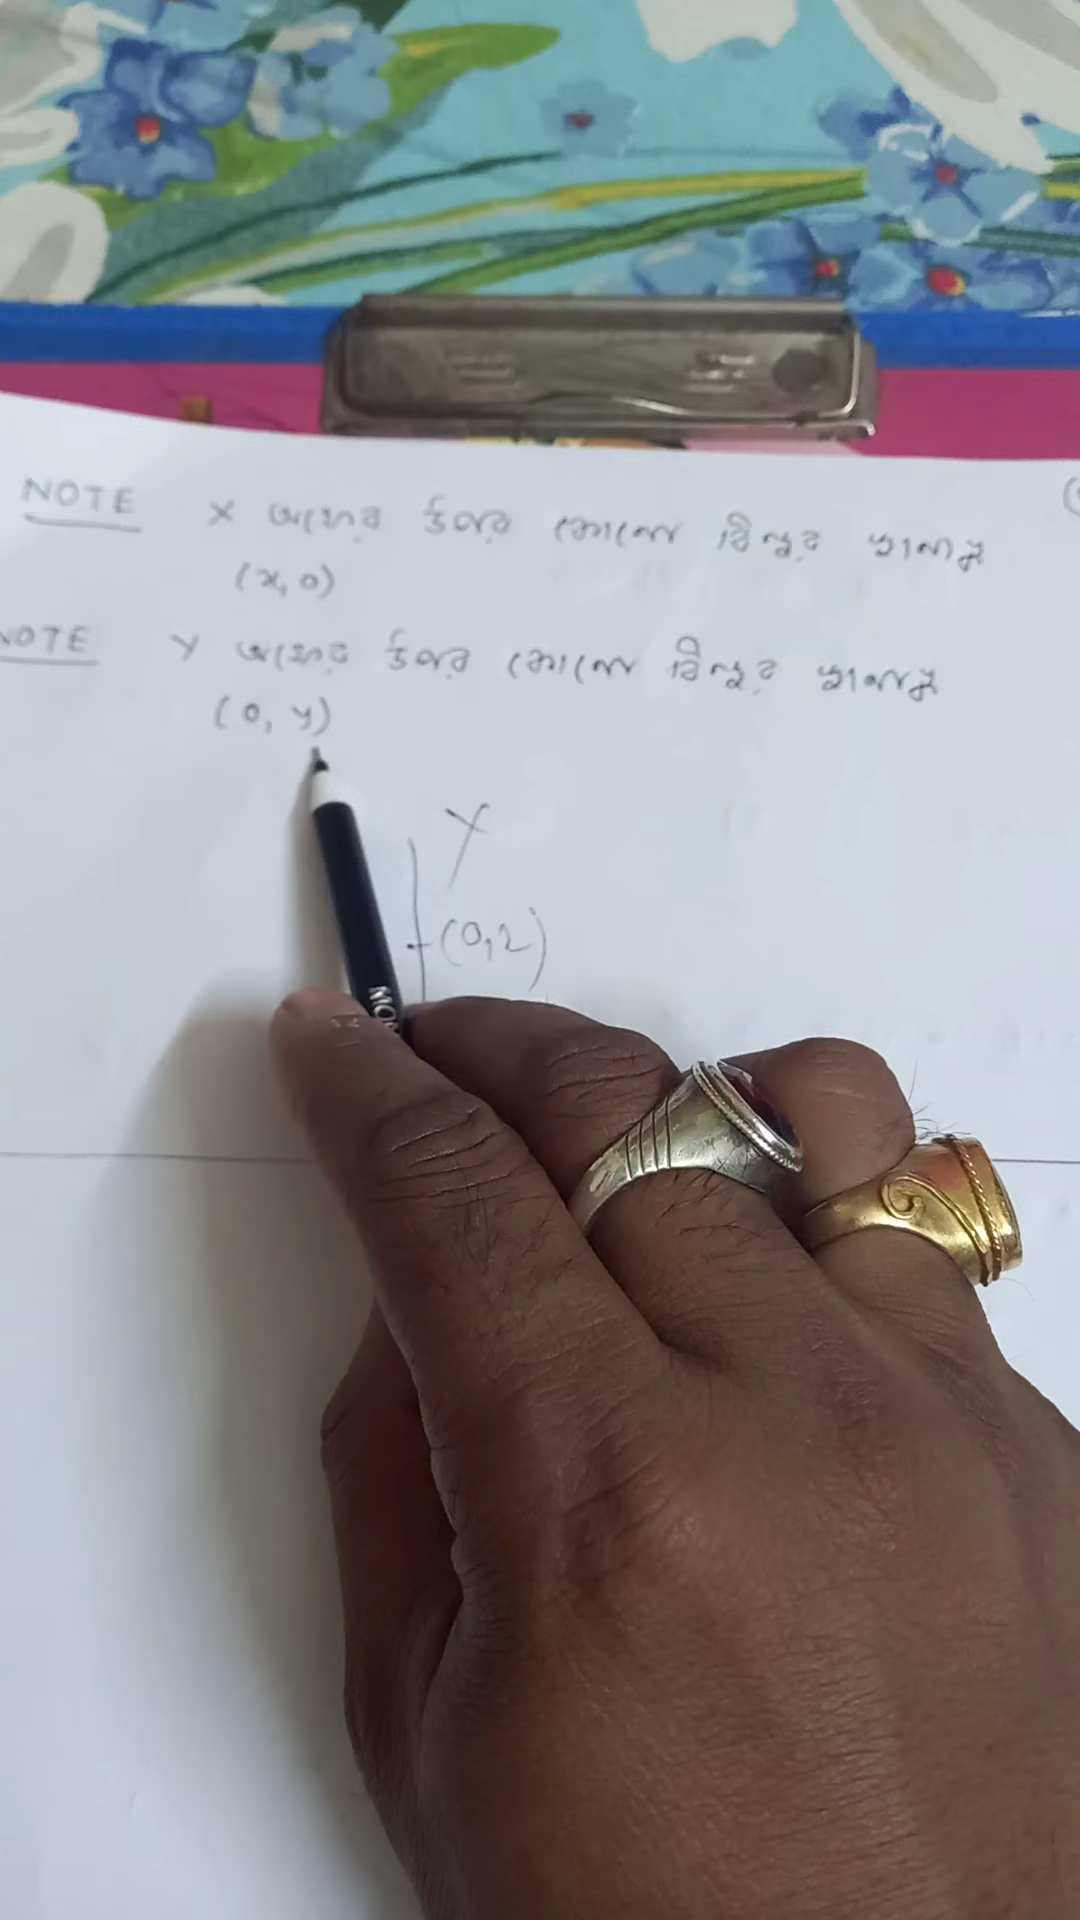 NOTE X অক্ষের উপর কোনো বিন্দুর স্থানাঙ্ক
(x, 0)
NOTE Y অক্ষের উপর কোনো বিন্দুর স্থানাঙ্ক
(0, y)
Y
(0,2)